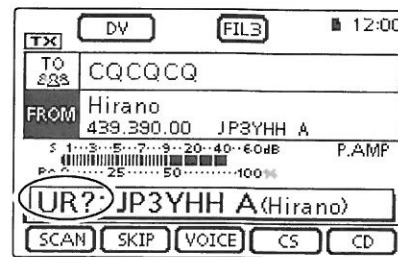 DV FIL3 12:00
TX
TO CQCQCQ
FROM Hirano
439.390.00 JP3YHH A
S 1···3···5···7···9··20··40··60dB P.AMP
Po 0 ····· 25 ······ 50 ··········100%
UR?: JP3YHH A(Hirano)
SCAN SKIP VOICE CS CD